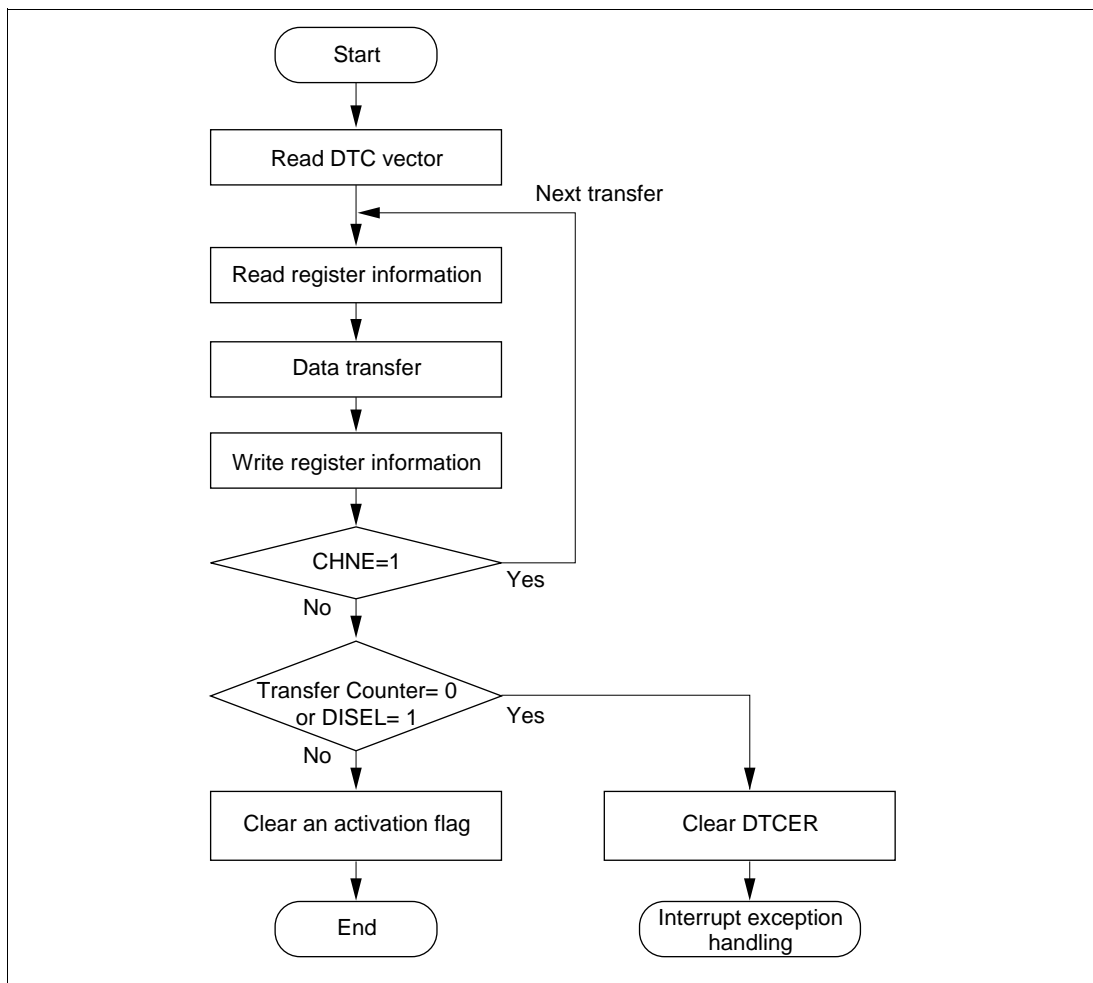 Start
Read DTC vector
Next transfer
Read register information
Data transfer
Write register information
CHNE=1
Yes
No
Transfer Counter= 0
or DISEL= 1
Yes
No
Clear an activation flag
Clear DTCER
End
Interrupt exception
handling